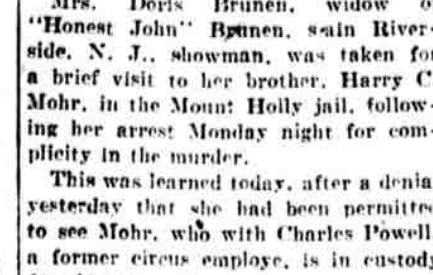 Mrs. Doris Brunen, widow of
"Honest John" Brunen, slain River-
side, N. J., showman, was taken for
a brief visit to her brother, Harry C
Mohr, in the Mount Holly jail, follow-
ing her arrest Monday night for com-
plicity in the murder.
This was learned today, after a denia
yesterday that she had been permitte
to see Mohr, who with Charles Powell
a former circus employe, is in custody